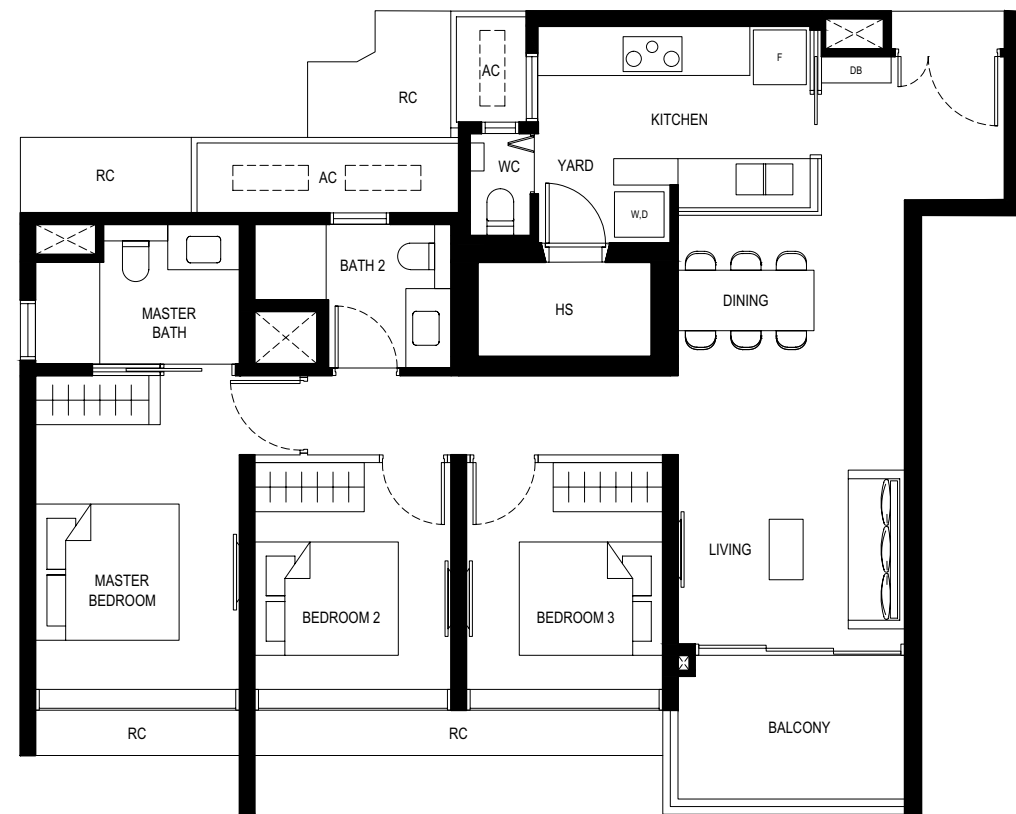 AC
F
DB
RC
KITCHEN
WC
YARD
RC
AC
W,D
BATH 2
MASTER
BATH
HS
DINING
LIVING
MASTER
BEDROOM
BEDROOM 2
BEDROOM 3
RC
RC
BALCONY